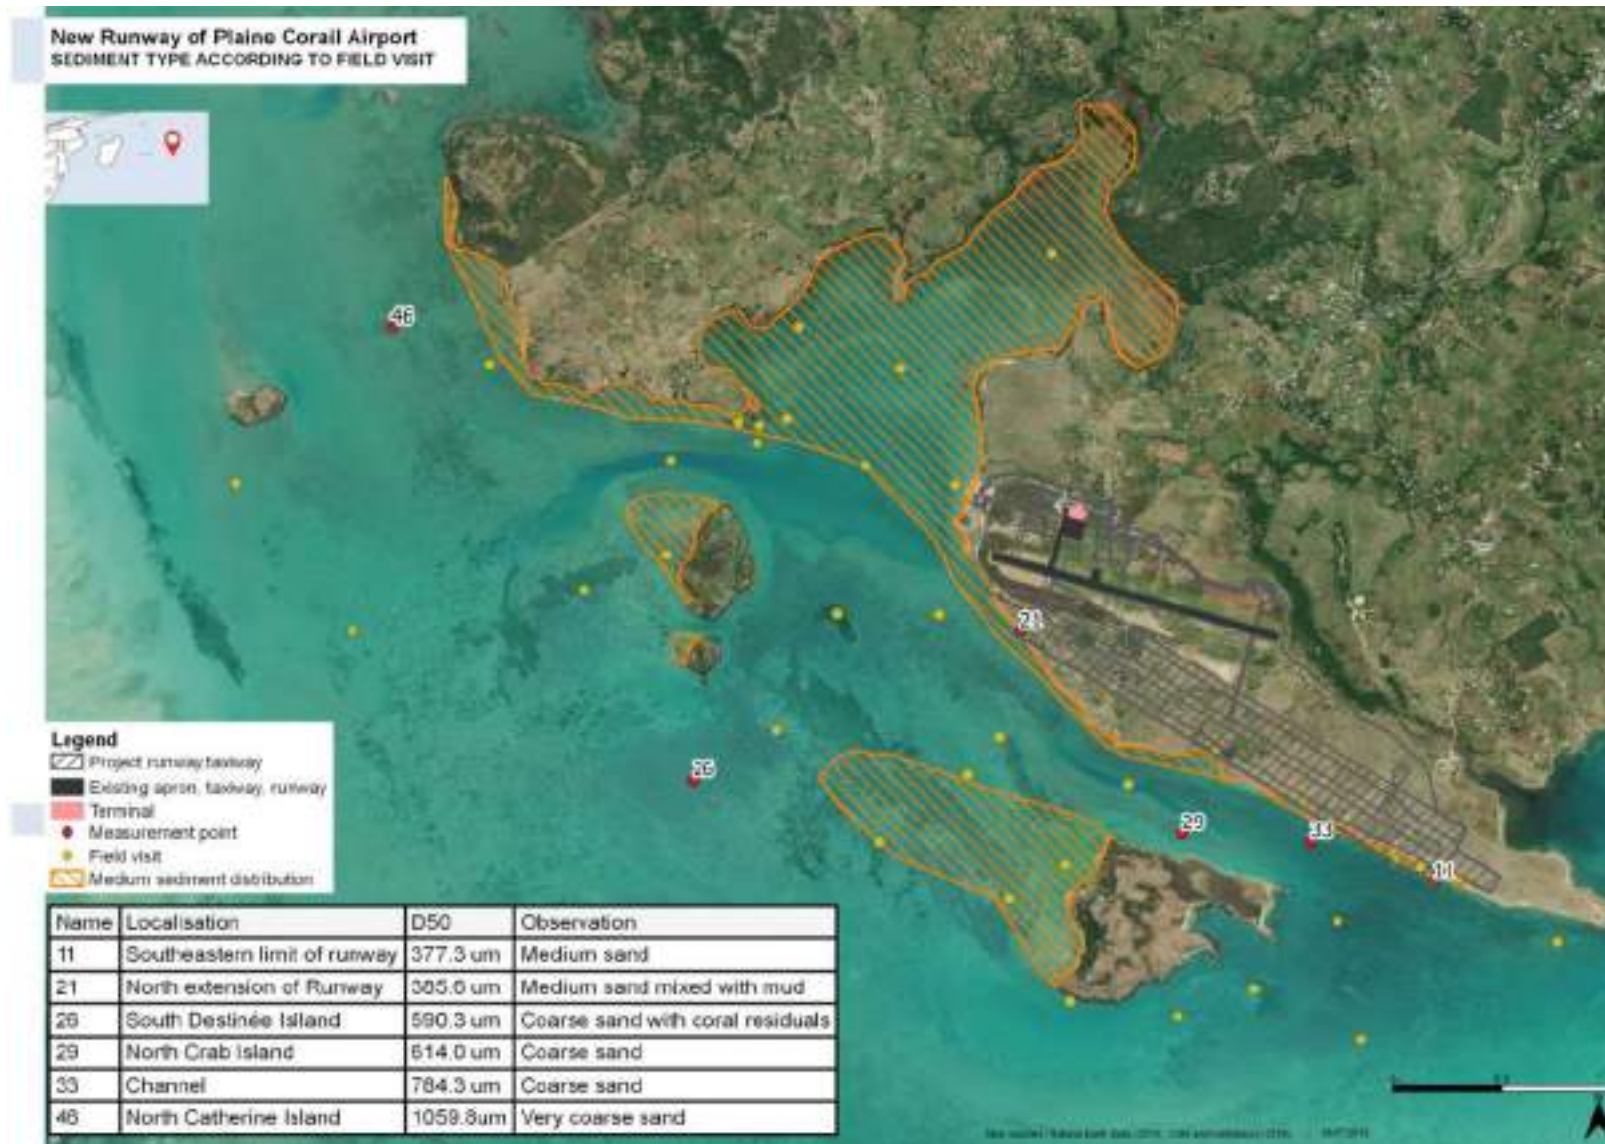 New Runway of Plaine Corail Airport
SEDIMENT TYPE ACCORDING TO FIELD VISIT
46
21
26
29
33
11
Legend
Project runway, taxiway
Existing apron, taxiway, runway
Terminal
Measurement point
Field visit
Medium sediment distribution
Name Localisation D50 Observation
11 Southeastern limit of runway 377.3 um Medium sand
21 North extension of Runway 385.6 um Medium sand mixed with mud
26 South Destinée Island 590.3 um Coarse sand with coral residuals
29 North Crab Island 614.0 um Coarse sand
33 Channel 784.3 um Coarse sand
46 North Catherine Island 1059.8um Very coarse sand